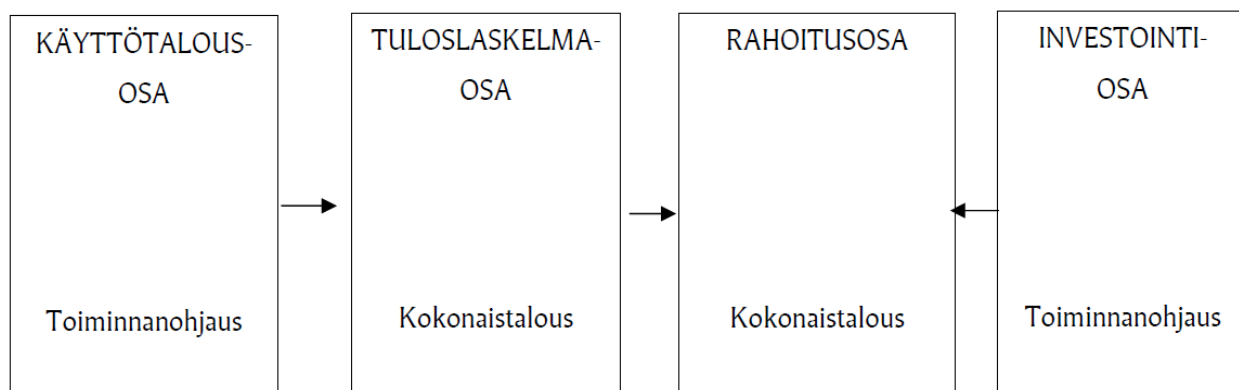 KÄYTTÖTALOUS-
OSA
Toiminnanohjaus
TULOSLASKELMA-
OSA
Kokonaistalous
RAHOITUSOSA
Kokonaistalous
INVESTOINTI-
OSA
Toiminnanohjaus